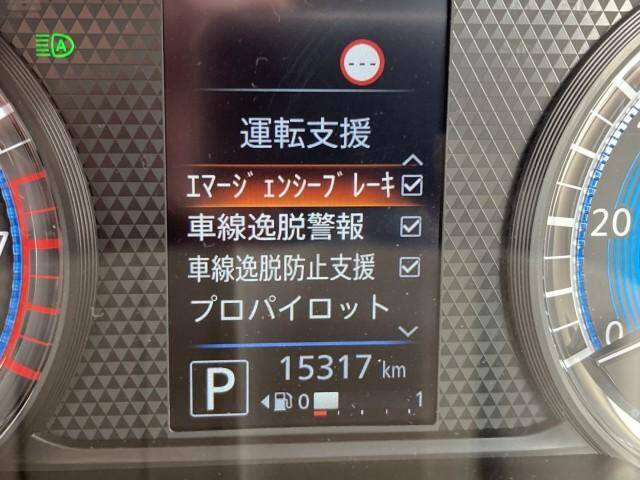 A
---
運転支援
ｴﾏｰｼﾞｪﾝｼｰﾌﾞﾚｰｷ
車線逸脱警報
車線逸脱防止支援
プロパイロット
P 15317 km
0 1
7
20
0